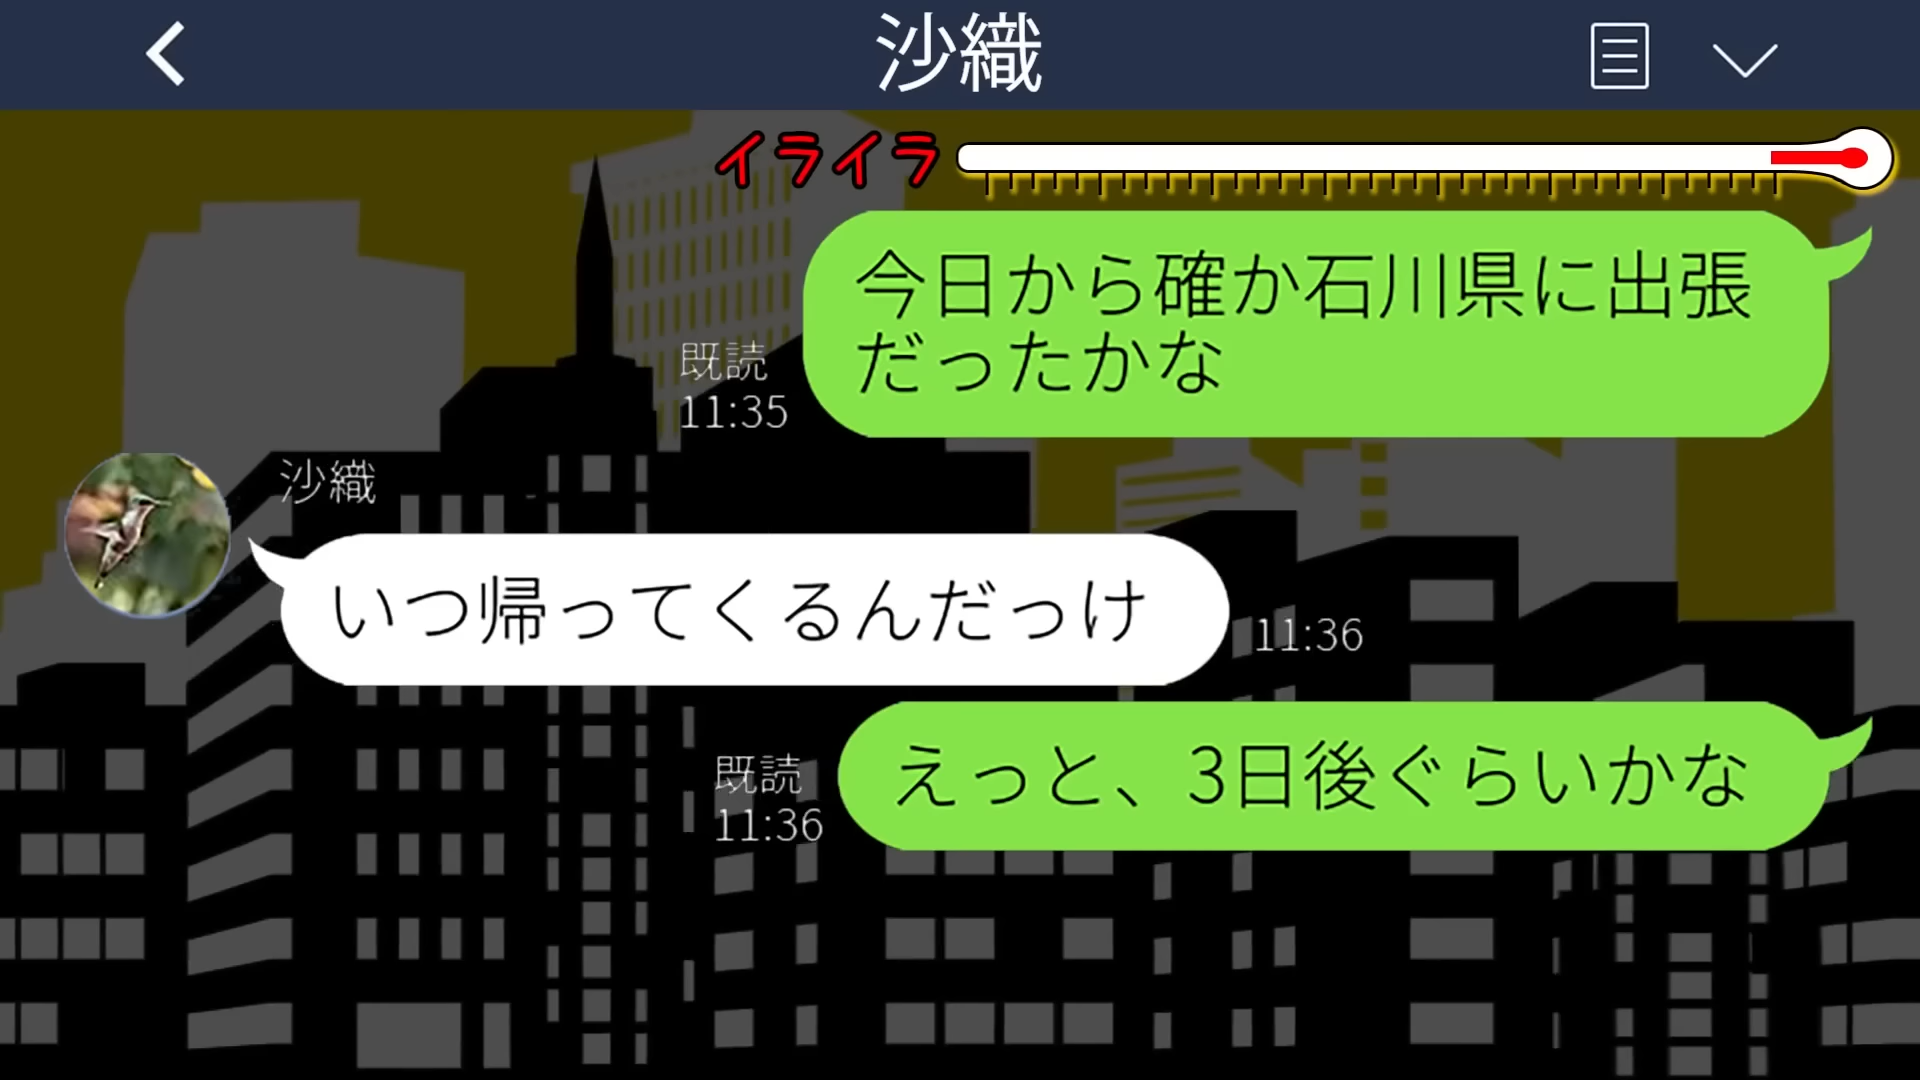 沙織
イライラ
今日から確か石川県に出張
だったかな
既読
11:35
沙織
いつ帰ってくるんだっけ
11:36
えっと、3日後ぐらいかな
既読
11:36